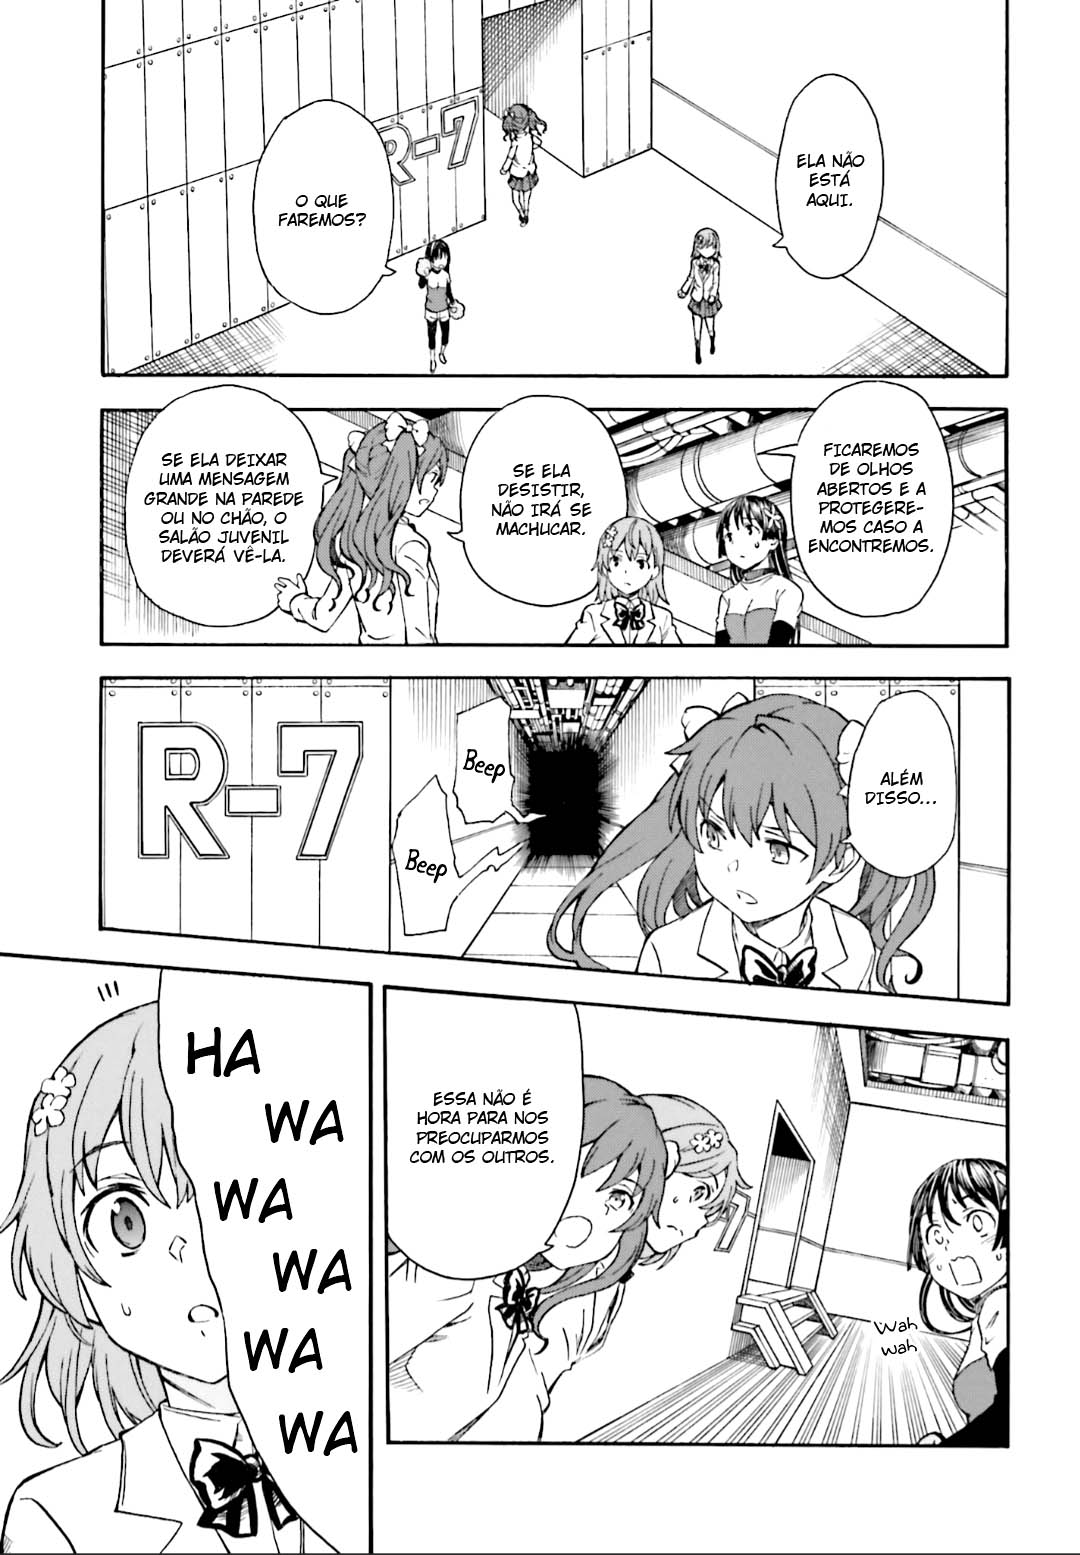 ELA NÃO
ESTÁ
AQUI.
R-7
O QUE
FAREMOS?
FICAREMOS
DE OLHOS
ABERTOS E A
PROTEGERE-
MOS CASO A
ENCONTREMOS.
SE ELA
DESISTIR,
NÃO IRÁ SE
MACHUCAR.
SE ELA DEIXAR
UMA MENSAGEM
GRANDE NA PAREDE
OU NO CHÃO, O
SALÃO JUVENIL
DEVERÁ VÊ-LA.
ALÉM
DISSO...
Beep
Beep
R-7
Wah
wah
7
ESSA NÃO É
HORA PARA NOS
PREOCUPARMOS
COM OS OUTROS.
HA
WA
WA
WA
WA
WA